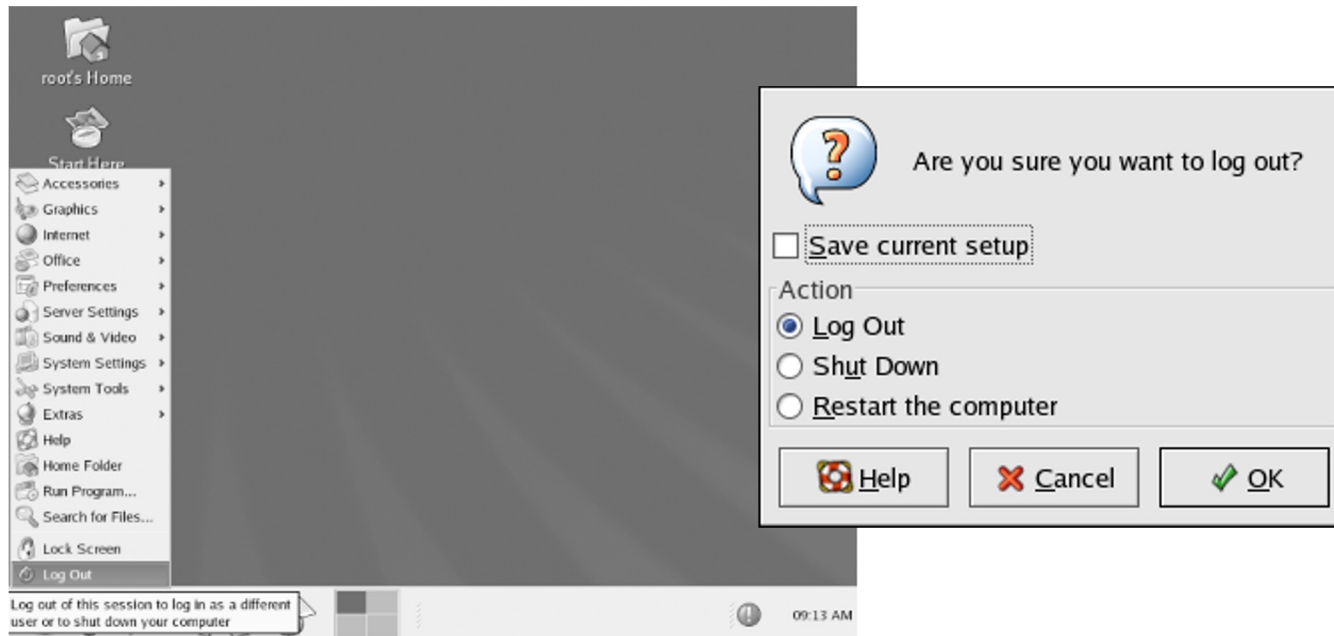 root's Home
Start Here
Accessories
Graphics
Internet
Office
Preferences
Server Settings
Sound & Video
System Settings
System Tools
Extras
Help
Home Folder
Run Program...
Search for Files...
Lock Screen
Log Out
Log out of this session to log in as a different
user or to shut down your computer
09:13 AM
Are you sure you want to log out?
Save current setup
Action
Log Out
Shut Down
Restart the computer
Help
Cancel
OK